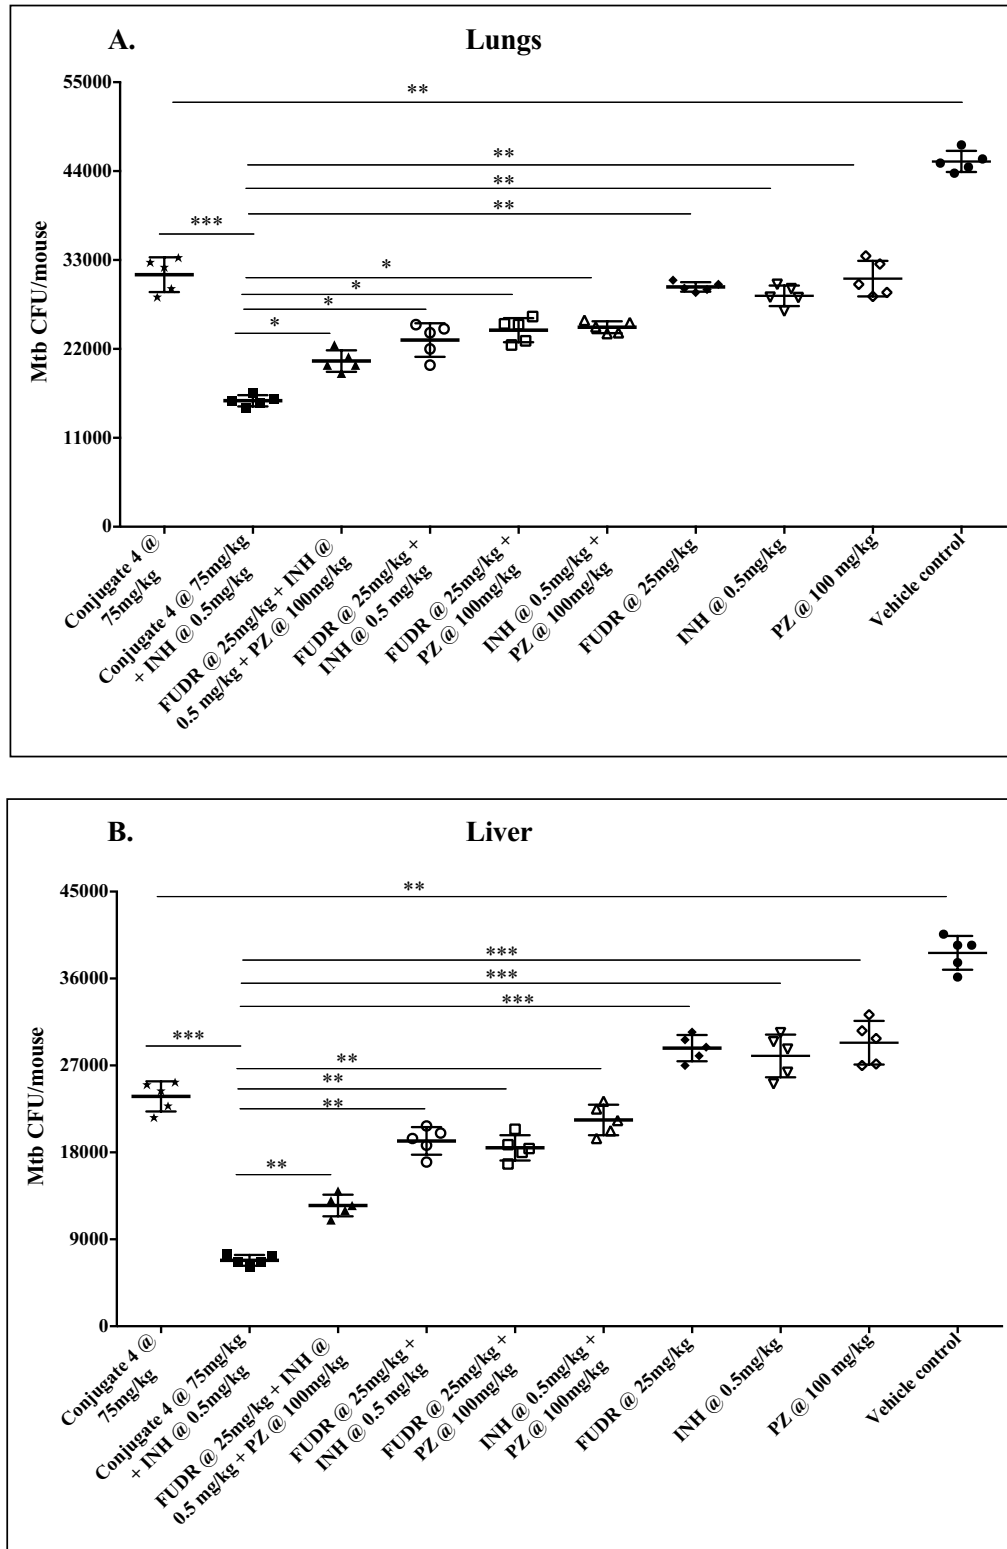 A.
Lungs
Mtb CFU/mouse
55000
44000
33000
22000
11000
0
**
**
**
**
***
*
*
*
*
Conjugate 4 @
75mg/kg
Conjugate 4 @ 75mg/kg
+ INH @ 0.5mg/kg
FUDR @ 25mg/kg + INH @
0.5 mg/kg + PZ @ 100mg/kg
FUDR @ 25mg/kg +
INH @ 0.5 mg/kg
FUDR @ 25mg/kg +
PZ @ 100mg/kg
INH @ 0.5mg/kg +
PZ @ 100mg/kg
FUDR @ 25mg/kg
INH @ 0.5mg/kg
PZ @ 100 mg/kg
Vehicle control
B.
Liver
Mtb CFU/mouse
45000
36000
27000
18000
9000
0
**
***
***
***
***
**
**
**
**
Conjugate 4 @
75mg/kg
Conjugate 4 @ 75mg/kg
+ INH @ 0.5mg/kg
FUDR @ 25mg/kg + INH @
0.5 mg/kg + PZ @ 100mg/kg
FUDR @ 25mg/kg +
INH @ 0.5 mg/kg
FUDR @ 25mg/kg +
PZ @ 100mg/kg
INH @ 0.5mg/kg +
PZ @ 100mg/kg
FUDR @ 25mg/kg
INH @ 0.5mg/kg
PZ @ 100 mg/kg
Vehicle control